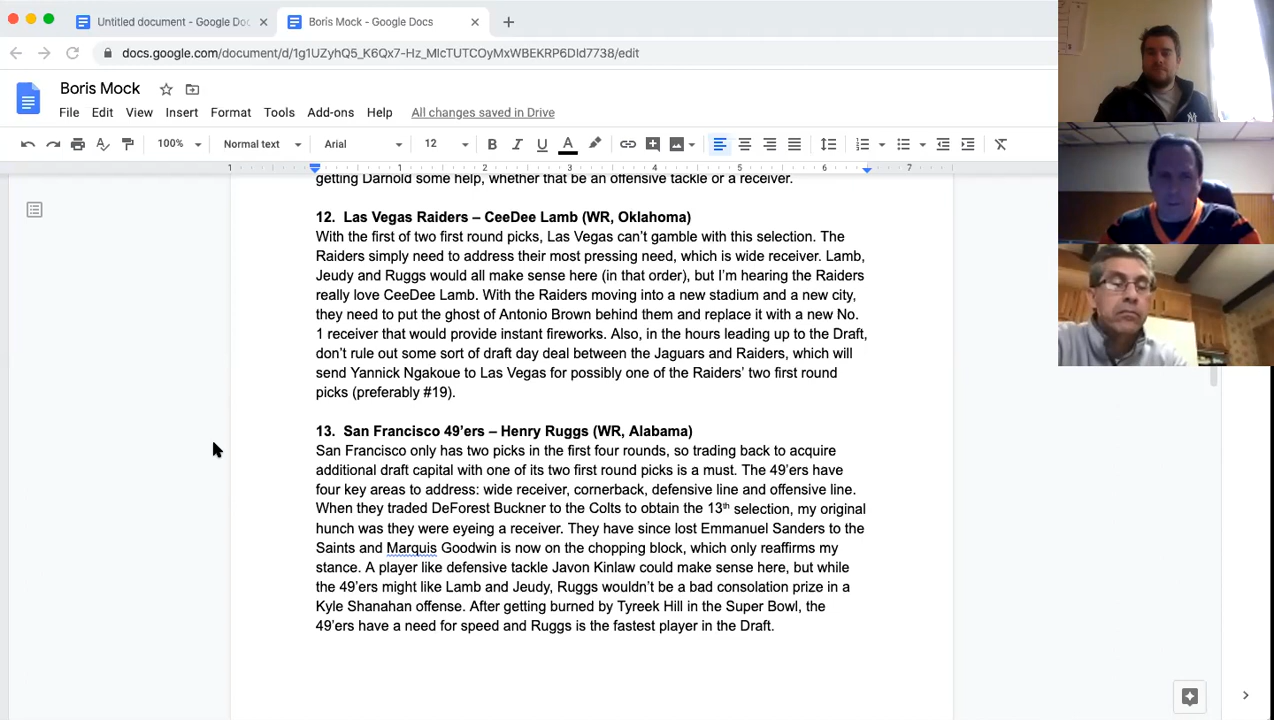 Untitled document - Google Doc
Boris Mock - Google Docs
docs.google.com/document/d/1g1UZyhQ5_K6Qx7-Hz_MIcTUTCOyMxWBEKRP6DId7738/edit
Boris Mock
File Edit View Insert Format Tools Add-ons Help All changes saved in Drive
100% Normal text Arial 12 B I U A
1 1 2 3 4 5 6 7
getting Darnold some help, whether that be an offensive tackle or a receiver.
12. Las Vegas Raiders – CeeDee Lamb (WR, Oklahoma)
With the first of two first round picks, Las Vegas can't gamble with this selection. The
Raiders simply need to address their most pressing need, which is wide receiver. Lamb,
Jeudy and Ruggs would all make sense here (in that order), but I'm hearing the Raiders
really love CeeDee Lamb. With the Raiders moving into a new stadium and a new city,
they need to put the ghost of Antonio Brown behind them and replace it with a new No.
1 receiver that would provide instant fireworks. Also, in the hours leading up to the Draft,
don't rule out some sort of draft day deal between the Jaguars and Raiders, which will
send Yannick Ngakoue to Las Vegas for possibly one of the Raiders' two first round
picks (preferably #19).
13. San Francisco 49'ers – Henry Ruggs (WR, Alabama)
San Francisco only has two picks in the first four rounds, so trading back to acquire
additional draft capital with one of its two first round picks is a must. The 49'ers have
four key areas to address: wide receiver, cornerback, defensive line and offensive line.
When they traded DeForest Buckner to the Colts to obtain the 13th selection, my original
hunch was they were eyeing a receiver. They have since lost Emmanuel Sanders to the
Saints and Marquis Goodwin is now on the chopping block, which only reaffirms my
stance. A player like defensive tackle Javon Kinlaw could make sense here, but while
the 49'ers might like Lamb and Jeudy, Ruggs wouldn't be a bad consolation prize in a
Kyle Shanahan offense. After getting burned by Tyreek Hill in the Super Bowl, the
49'ers have a need for speed and Ruggs is the fastest player in the Draft.